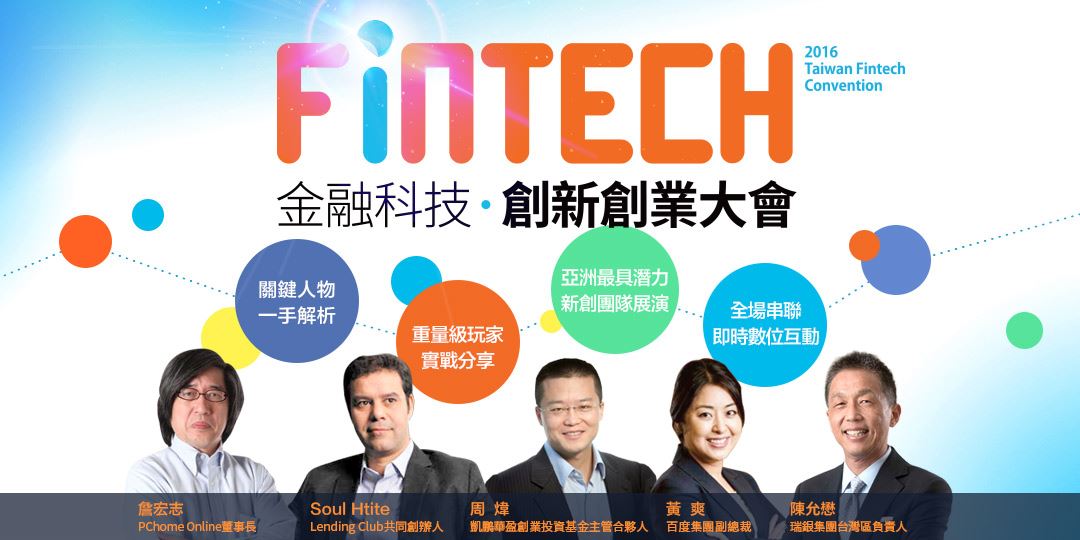 FinTECH
2016
Taiwan Fintech
Convention
金融科技·創新創業大會
關鍵人物
一手解析
重量級玩家
實戰分享
亞洲最具潛力
新創團隊展演
全場串聯
即時數位互動
詹宏志
PChome Online董事長
Soul Htite
Lending Club共同創辦人
周 煒
凱鵬華盈創業投資基金主管合夥人
黃 爽
百度集團副總裁
陳允懋
瑞銀集團台灣區負責人